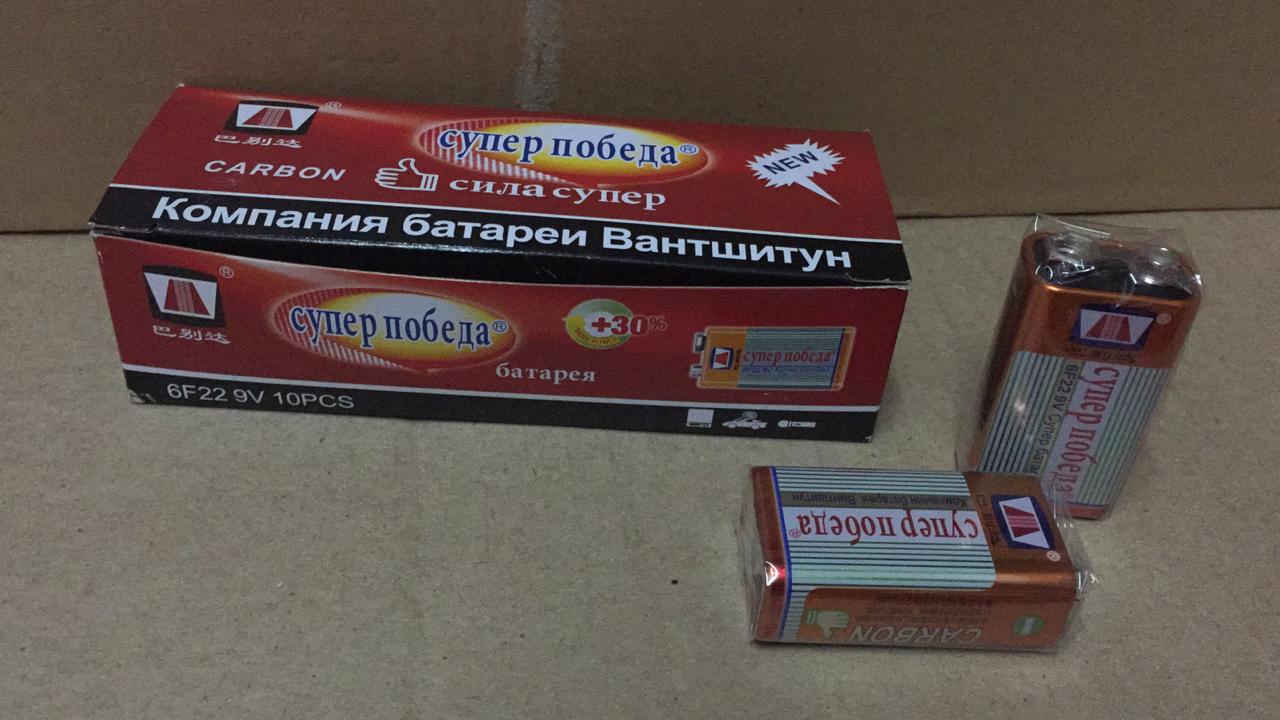 巴别达
CARBON
супер победа®
сила супер
NEW
Компания батареи Вантшитун
巴别达
супер победа®
+30%
батарея
6F22 9V 10PCS
супер победа
супер победа
6F22 9V Супер
супер победа®
Компания батареи Вантшитун
CARBON